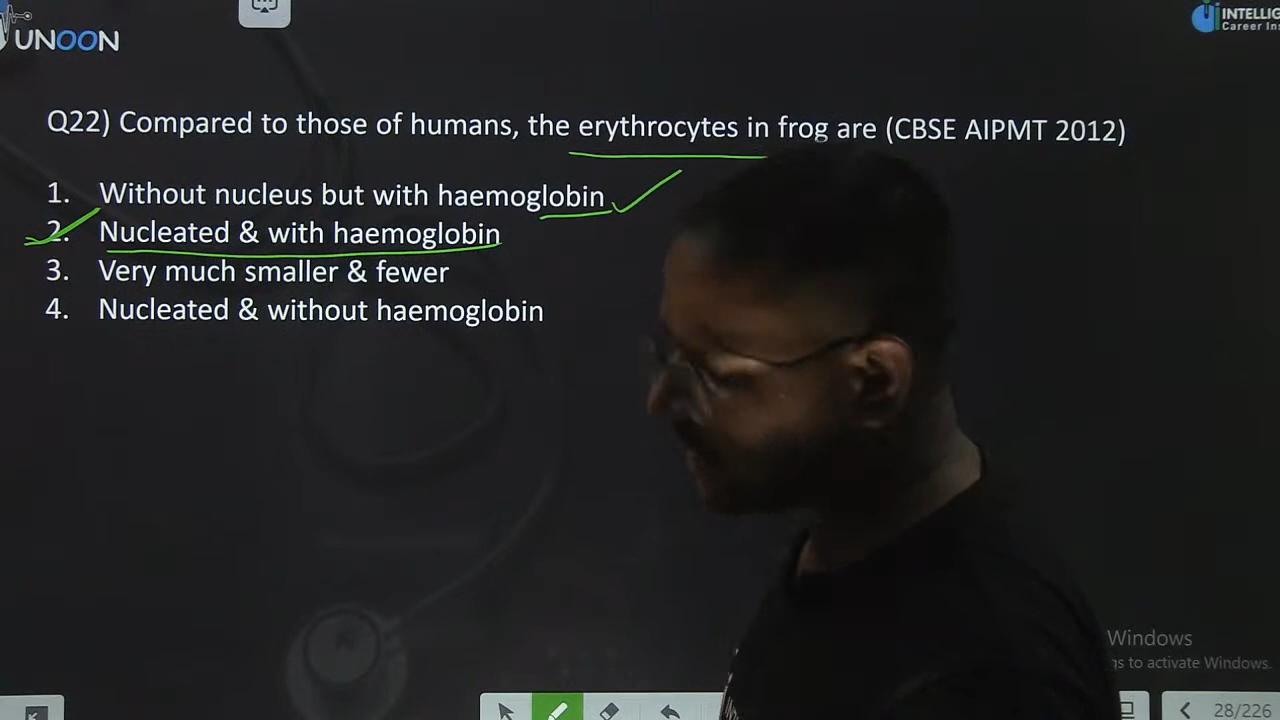 UNOON
INTELLIG
Career Ins
Q22) Compared to those of humans, the erythrocytes in frog are (CBSE AIPMT 2012)
1. Without nucleus but with haemoglobin
2. Nucleated & with haemoglobin
3. Very much smaller & fewer
4. Nucleated & without haemoglobin
Windows
gs to activate Windows.
28/226